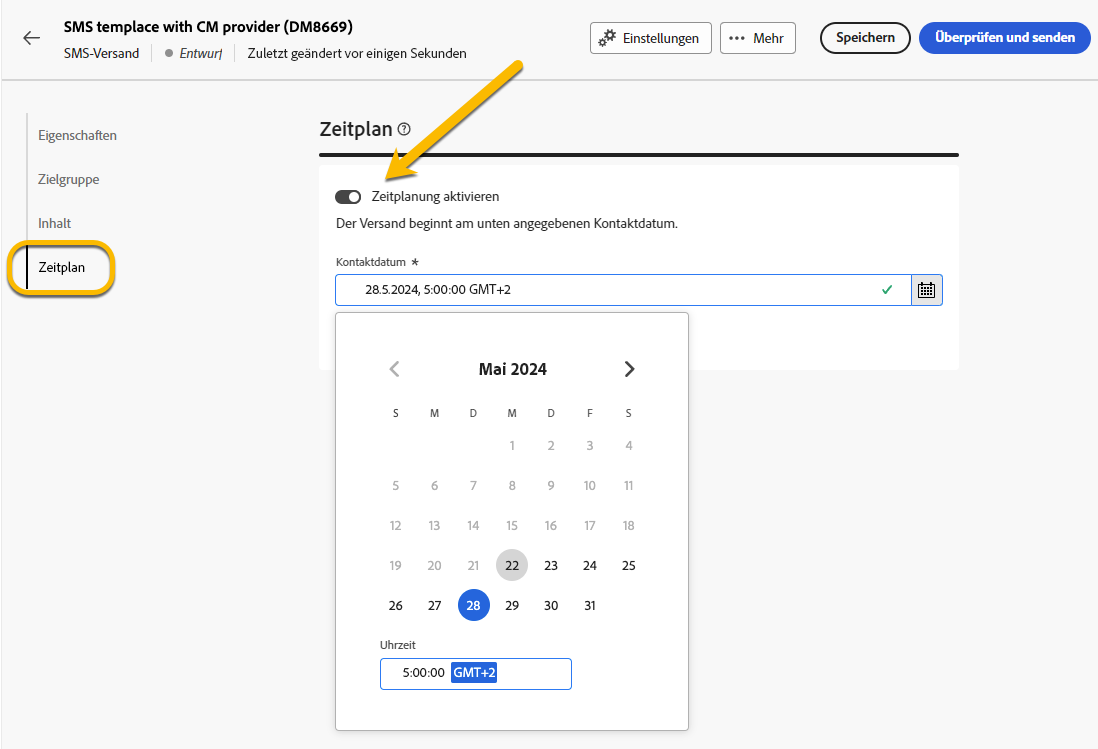 SMS templace with CM provider (DM8669)
SMS-Versand Entwurf Zuletzt geändert vor einigen Sekunden
Einstellungen ••• Mehr Speichern Überprüfen und senden
Eigenschaften
Zielgruppe
Inhalt
Zeitplan
Zeitplan ?
Zeitplanung aktivieren
Der Versand beginnt am unten angegebenen Kontaktdatum.
Kontaktdatum *
28.5.2024, 5:00:00 GMT+2
Mai 2024
S M D M D F S
1 2 3 4
5 6 7 8 9 10 11
12 13 14 15 16 17 18
19 20 21 22 23 24 25
26 27 28 29 30 31
Uhrzeit
5:00:00 GMT+2